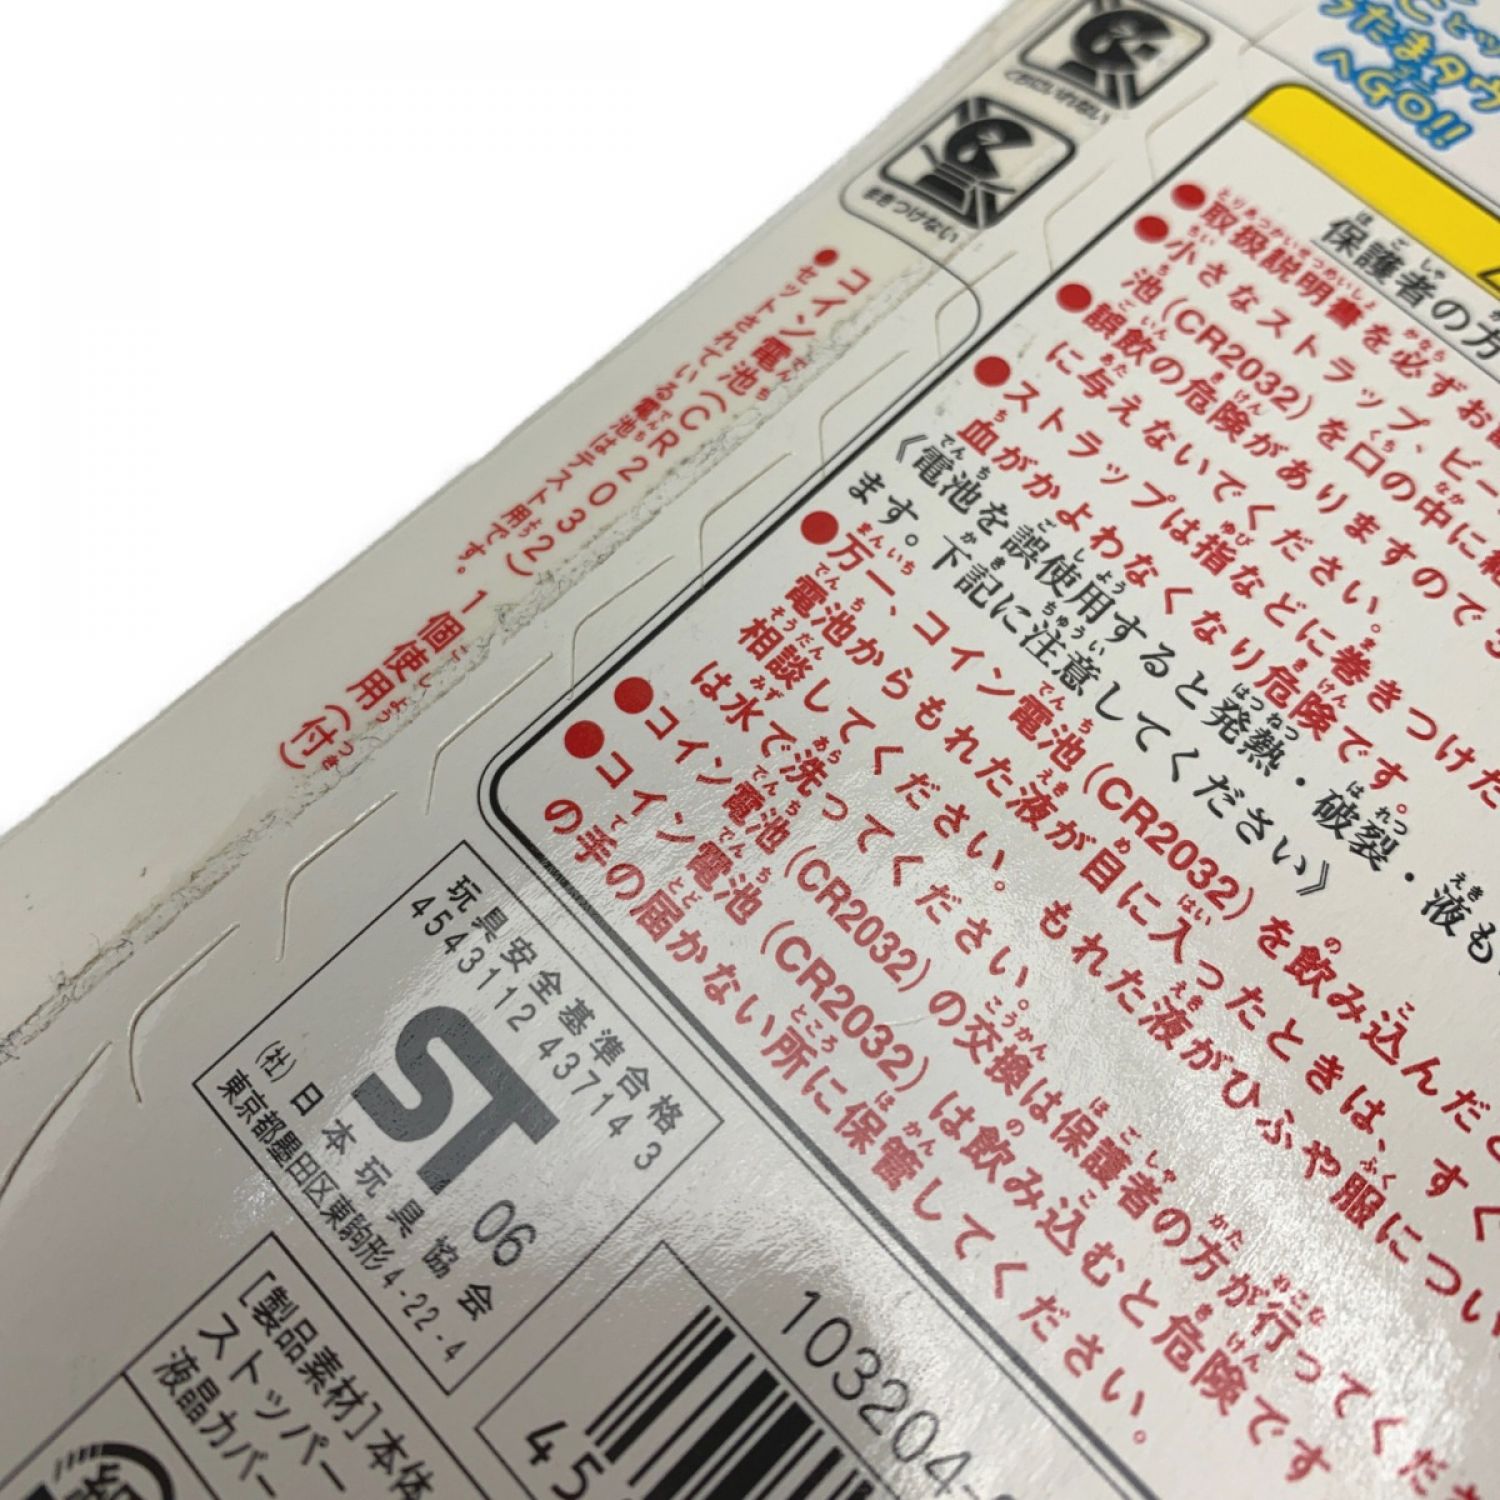 くちにいれない
まきつけない
たまタウ
へGO!!
●コイン電池(CR2032)
セットされている電池はテスト用です。
1個使用(付)
保護者の方
●取扱説明書を必ずお
●小さなストラップ、ビー
池(CR2032)を口の中に絶
●誤飲の危険がありますので3
に与えないでください。
●ストラップは指などに巻きつけた
血がかよわなくなり危険です。
《電池を誤使用すると発熱・破裂・液も
ます。下記に注意してください》
●万一、コイン電池(CR2032)を飲み込んだと
電池からもれた液が目に入ったときは、すぐ
相談してください。もれた液がひふや服につい
は水で洗ってください。
●コイン電池(CR2032)の交換は保護者の方が行ってくださ
●コイン電池(CR2032)は飲み込むと危険です
の手の届かない所に保管してください。
玩具安全基準合格
4543112 43714 3
ST 06
(社)日本玩具協会
東京都墨田区東駒形4-22-4
103204-
45
[製品素材]本体
ストッパー
液晶カバー